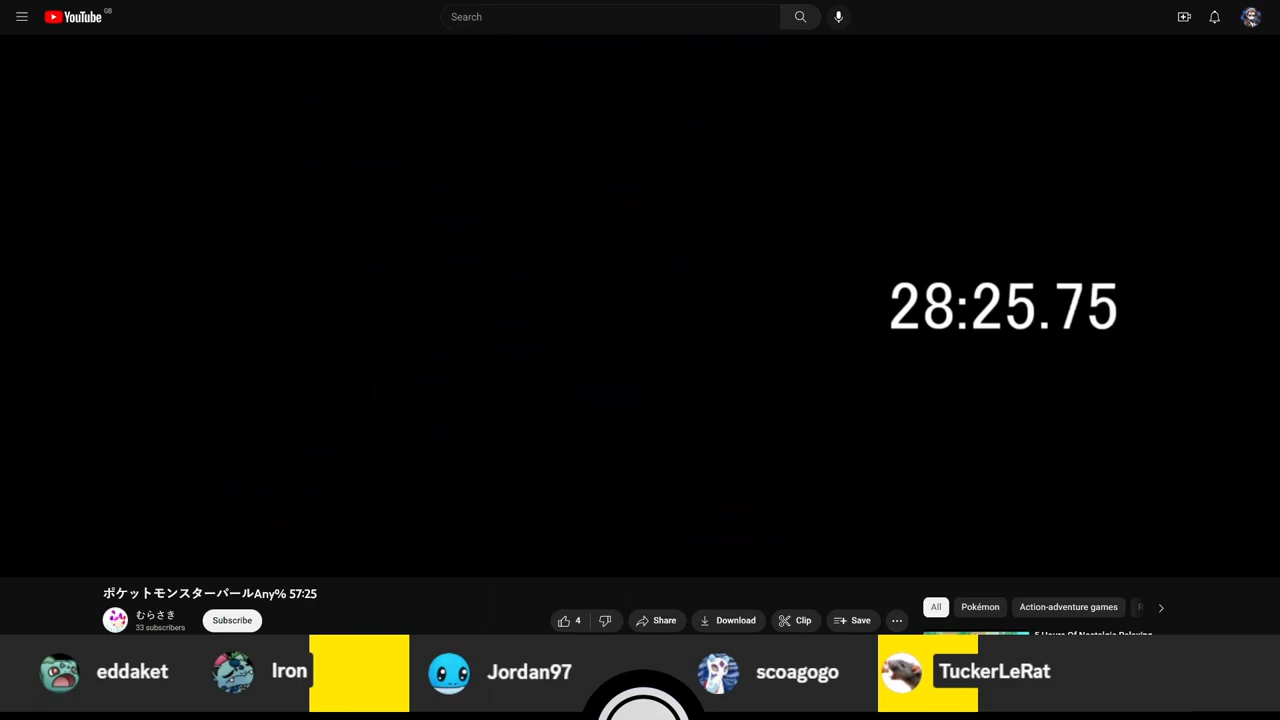 YouTube GB
Search
28:25.75
ポケットモンスターパールAny% 57:25
むらさき
33 subscribers
Subscribe
4
Share
Download
Clip
Save
All
Pokémon
Action-adventure games
eddaket
Iron
Jordan97
scoagogo
TuckerLeRat